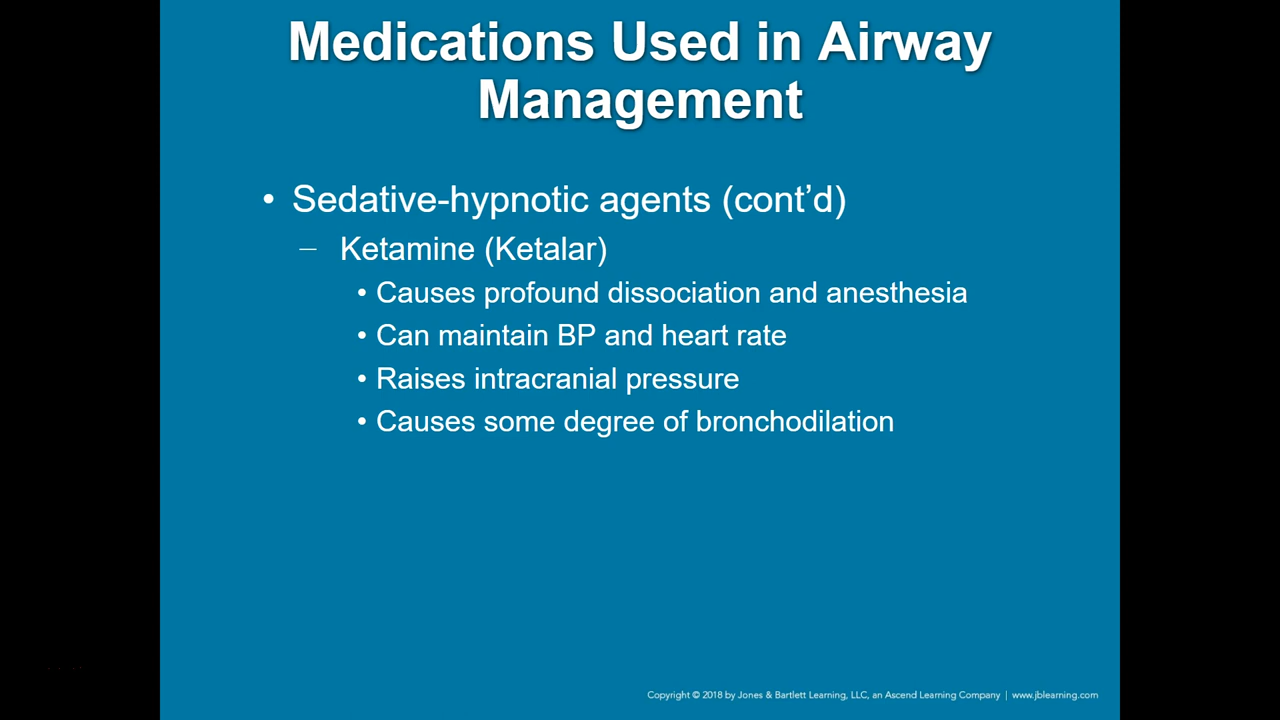 Medications Used in Airway
Management
• Sedative-hypnotic agents (cont’d)
– Ketamine (Ketalar)
• Causes profound dissociation and anesthesia
• Can maintain BP and heart rate
• Raises intracranial pressure
• Causes some degree of bronchodilation
Copyright © 2018 by Jones & Bartlett Learning, LLC, an Ascend Learning Company | www.jblearning.com